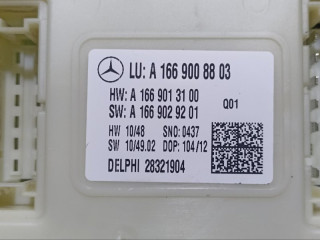 LU: A 166 900 88 03
HW: A 166 901 31 00
SW: A 166 902 92 01 Q01
HW 10/48 SNO: 0437
SW 10/49.02 DOP: 104/12
DELPHI 28321904